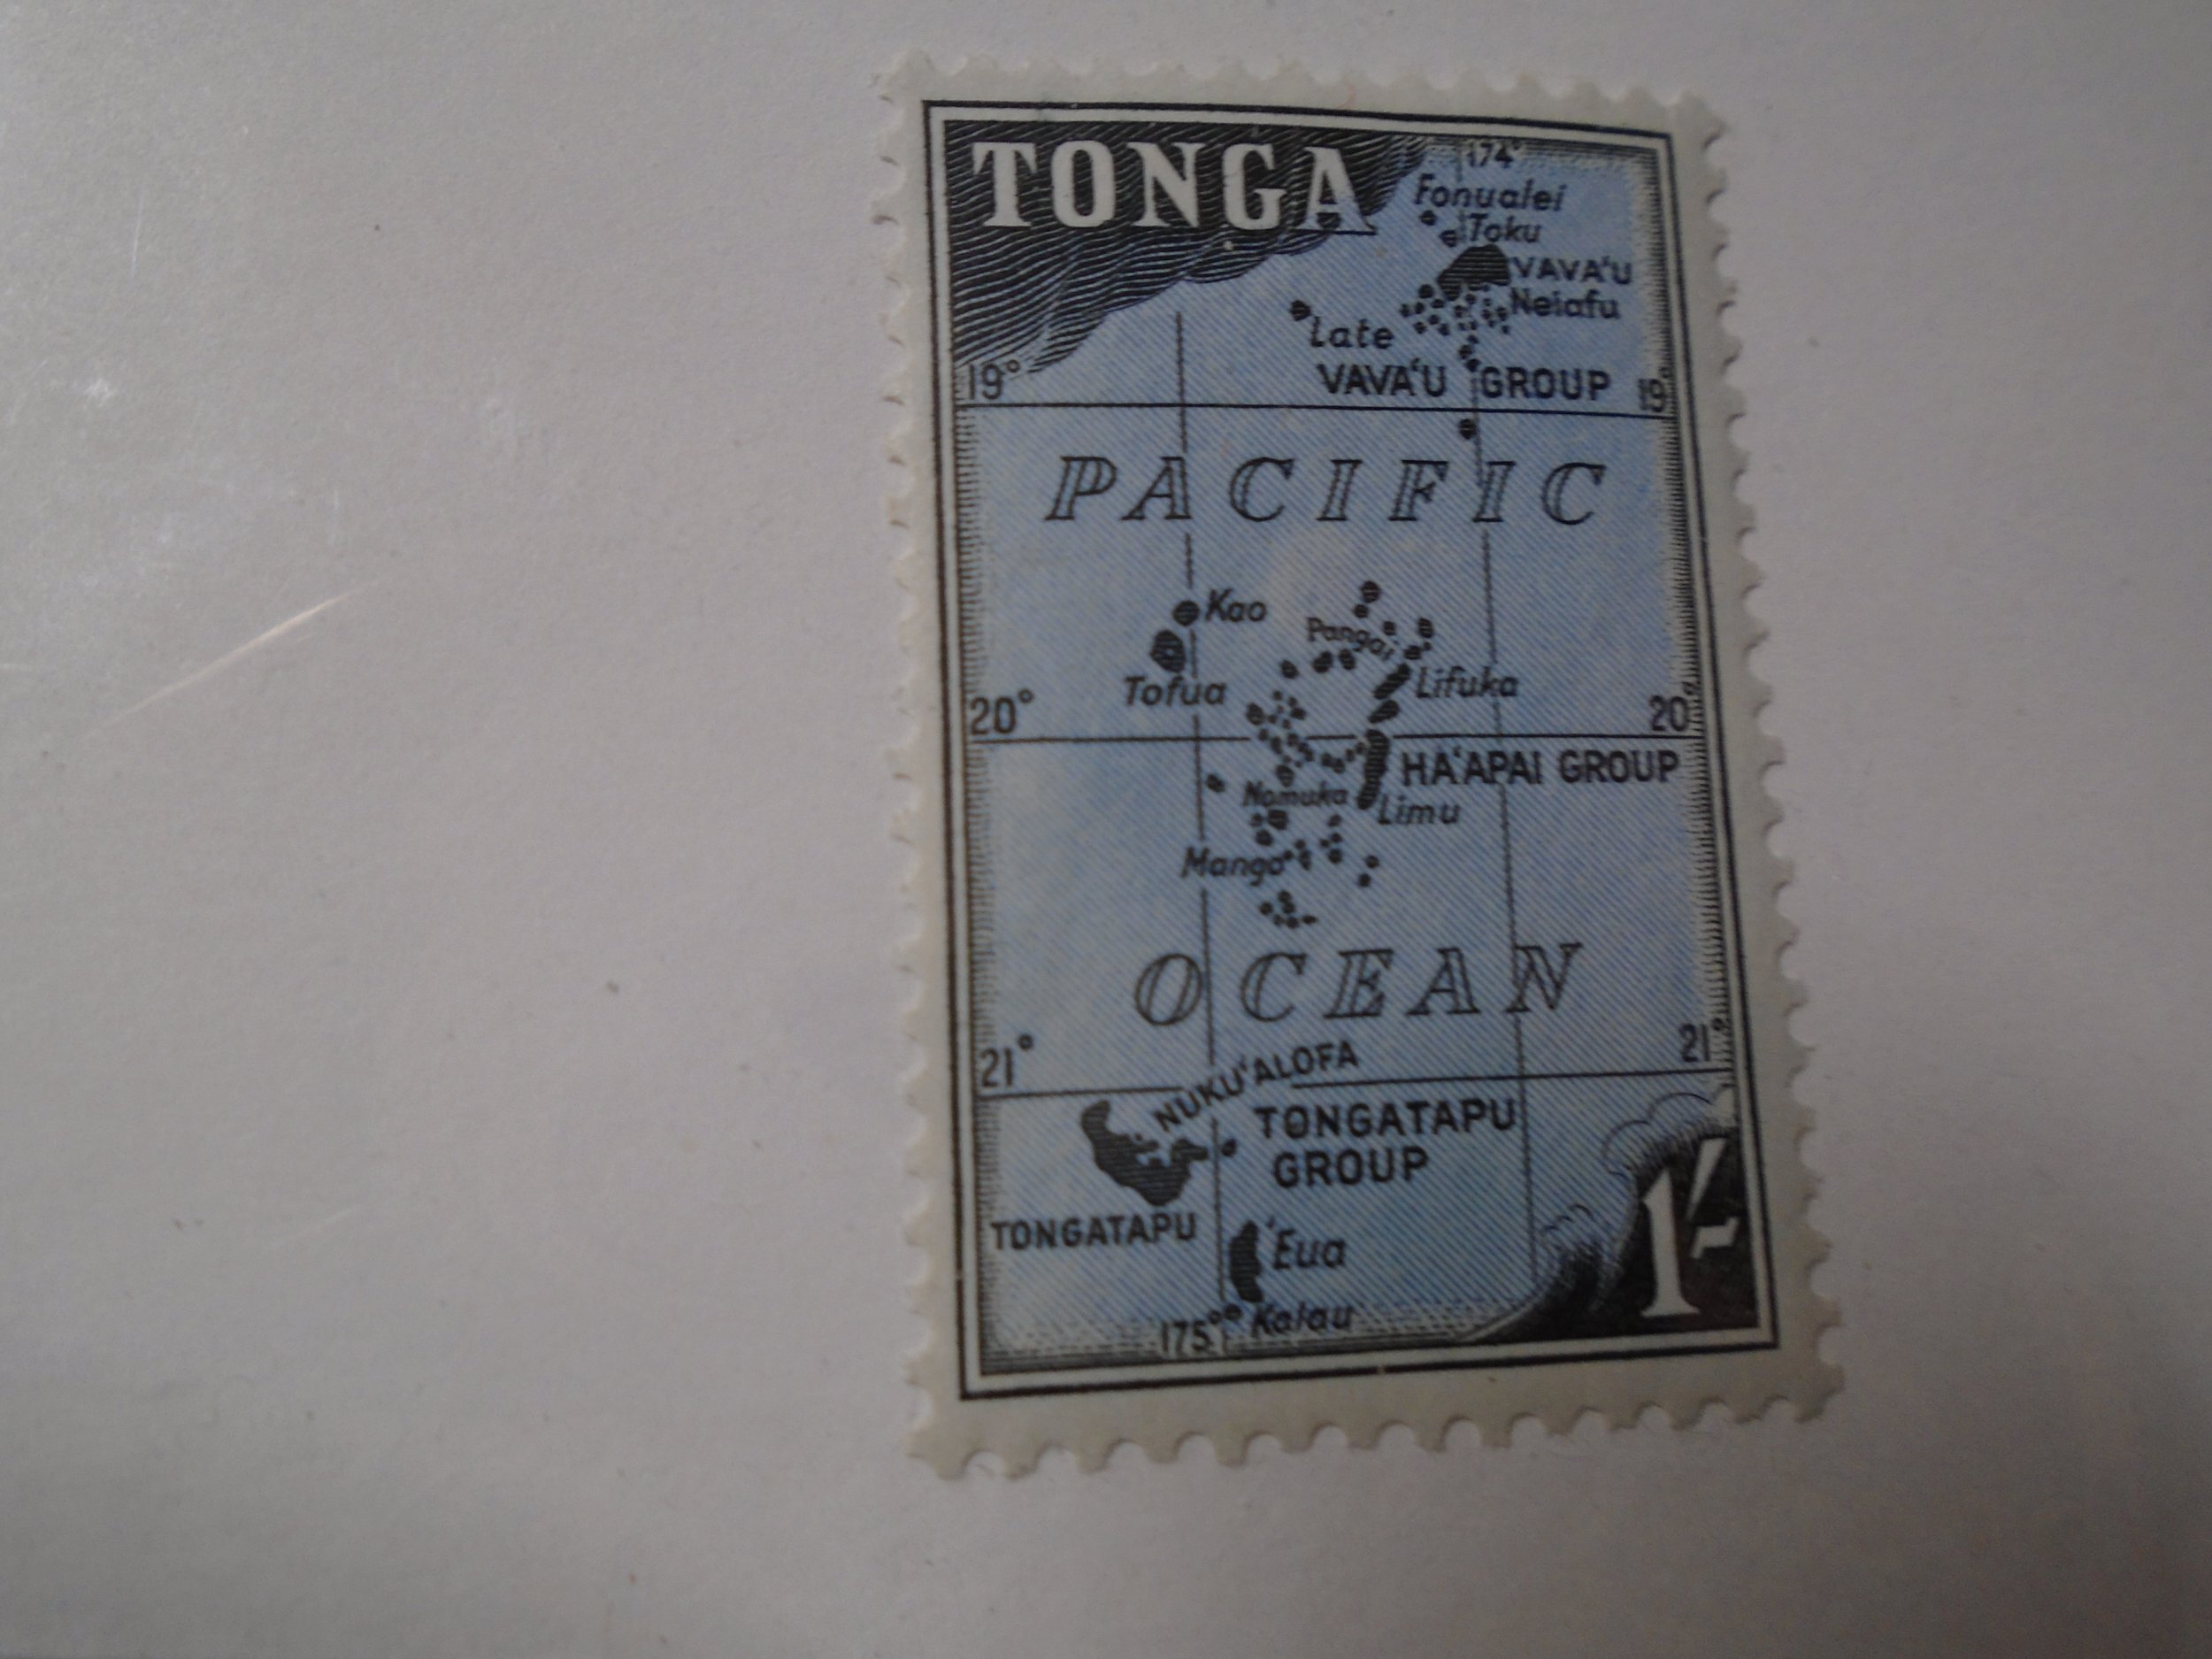 TONGA
174°
Fonualei
Toku
VAVA‘U
Neiafu
Late
VAVA‘U GROUP
19° 19°
PACIFIC
Kao
Pangai
Tofua
Lifuka
20° 20°
HA‘APAI GROUP
Nomuka
Limu
Mango
OCEAN
21° 21°
NUKU‘ALOFA
TONGATAPU
GROUP
TONGATAPU
‘Eua
175°
Kalau
1/-